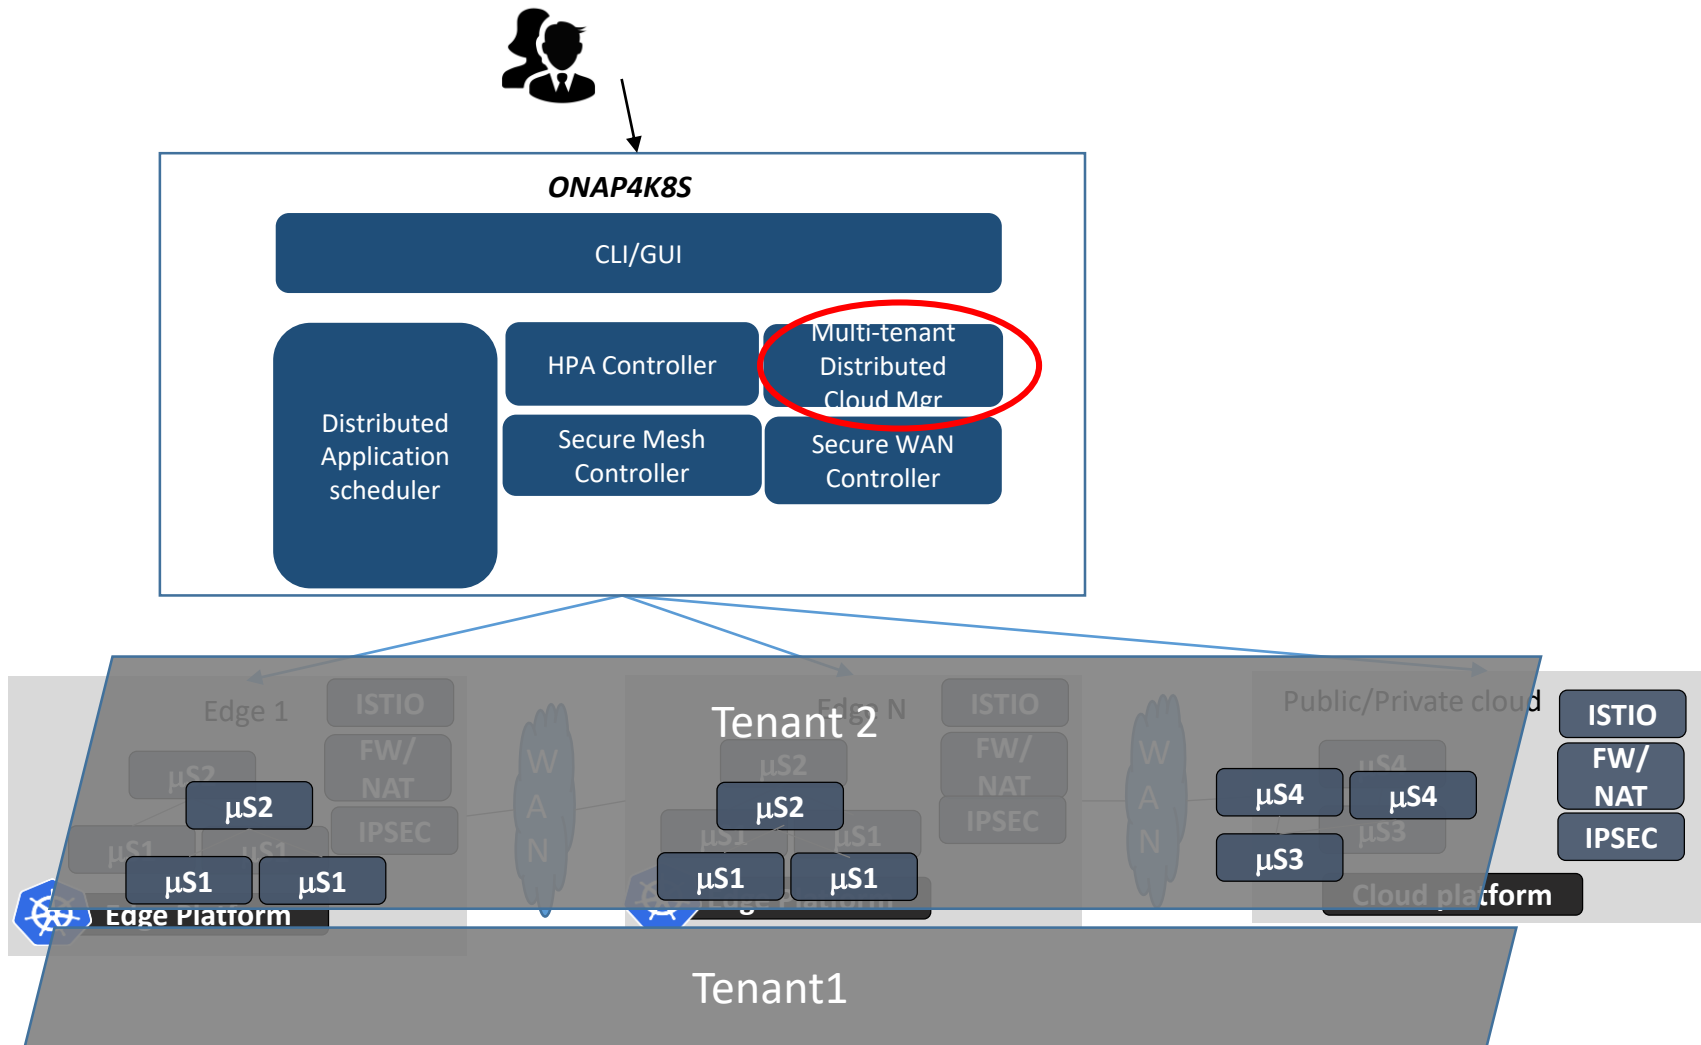 ONAP4K8S
CLI/GUI
Distributed
Application
scheduler
HPA Controller
Multi-tenant
Distributed
Cloud Mgr
Secure Mesh
Controller
Secure WAN
Controller
Edge 1
ISTIO
FW/
NAT
IPSEC
μS2
μS1
μS1
μS2
μS1
μS1
Edge Platform
W
A
N
Tenant 2
Edge N
ISTIO
FW/
NAT
IPSEC
μS2
μS1
μS1
μS2
μS1
μS1
Edge Platform
W
A
N
Public/Private cloud
ISTIO
FW/
NAT
IPSEC
μS4
μS3
μS4
μS4
μS3
Cloud platform
Tenant1